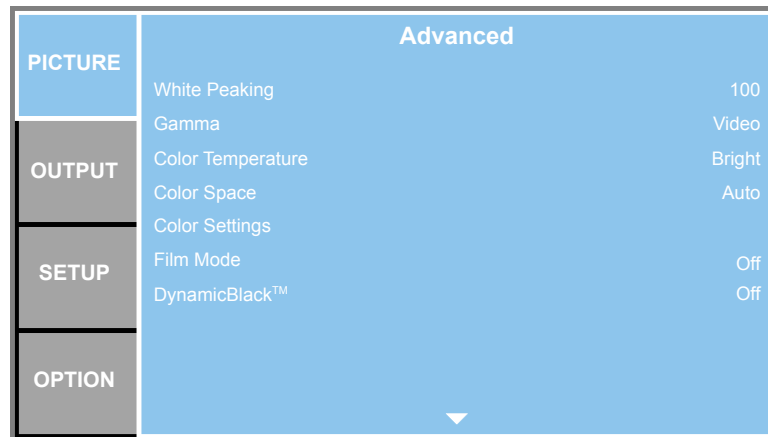 PICTURE
OUTPUT
SETUP
OPTION
Advanced
White Peaking 100
Gamma Video
Color Temperature Bright
Color Space Auto
Color Settings
Film Mode Off
DynamicBlack™ Off